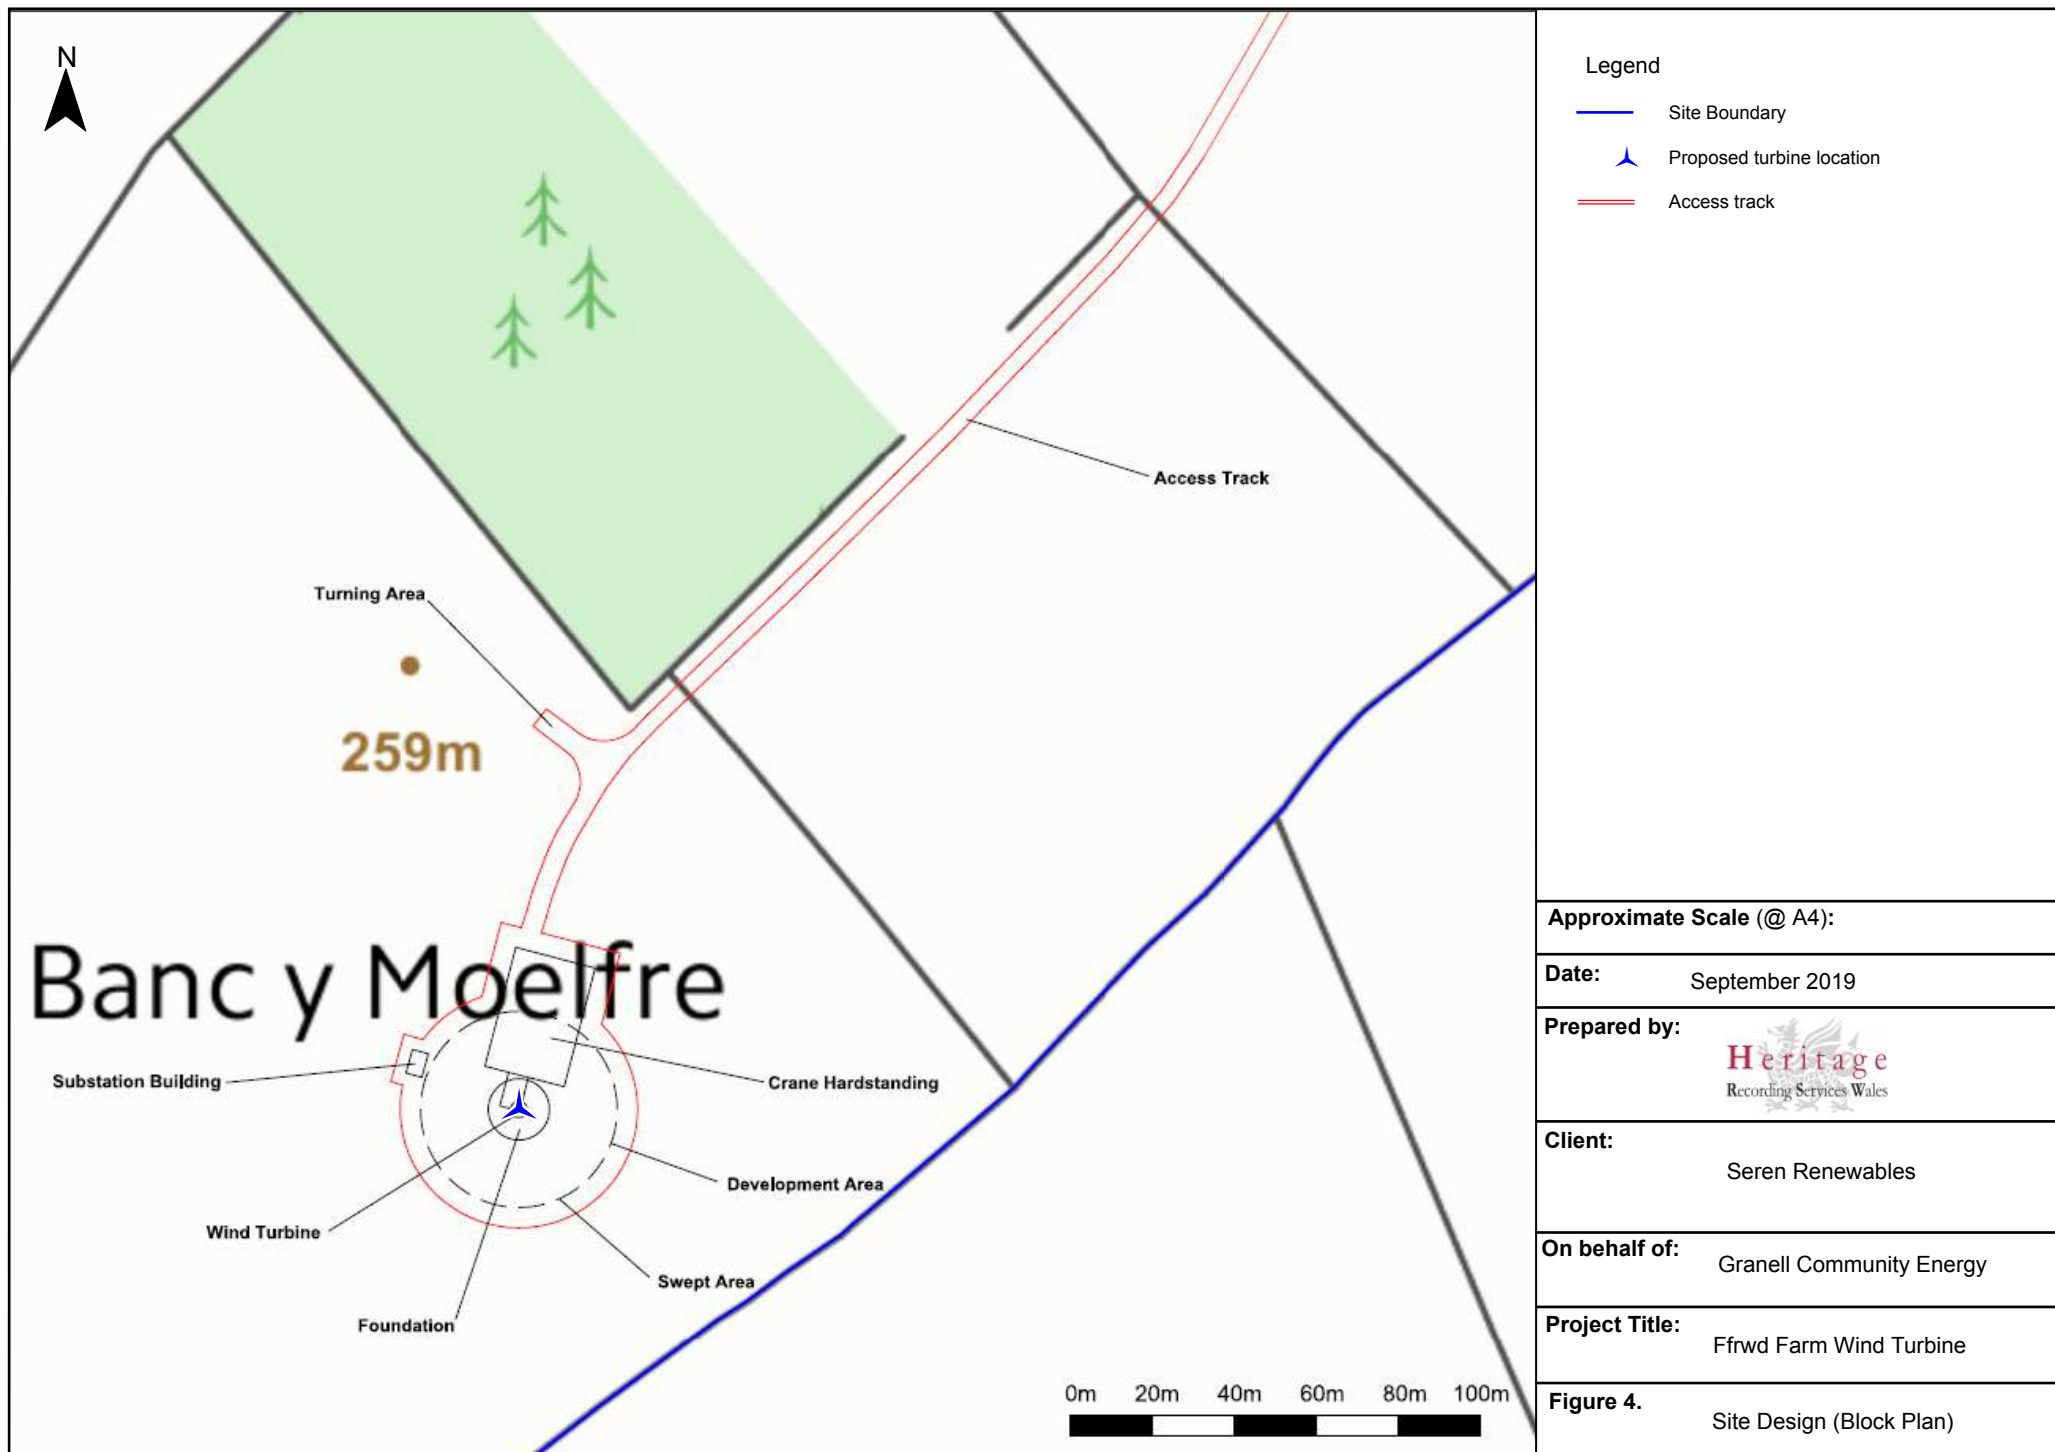 N
Access Track
Turning Area
259m
Banc y Moelfre
Substation Building
Crane Hardstanding
Development Area
Wind Turbine
Swept Area
Foundation
0m 20m 40m 60m 80m 100m
Legend
Site Boundary
Proposed turbine location
Access track
Approximate Scale (@ A4):
Date: September 2019
Prepared by:
Heritage
Recording Services Wales
Client:
Seren Renewables
On behalf of:
Granell Community Energy
Project Title:
Ffrwd Farm Wind Turbine
Figure 4.
Site Design (Block Plan)